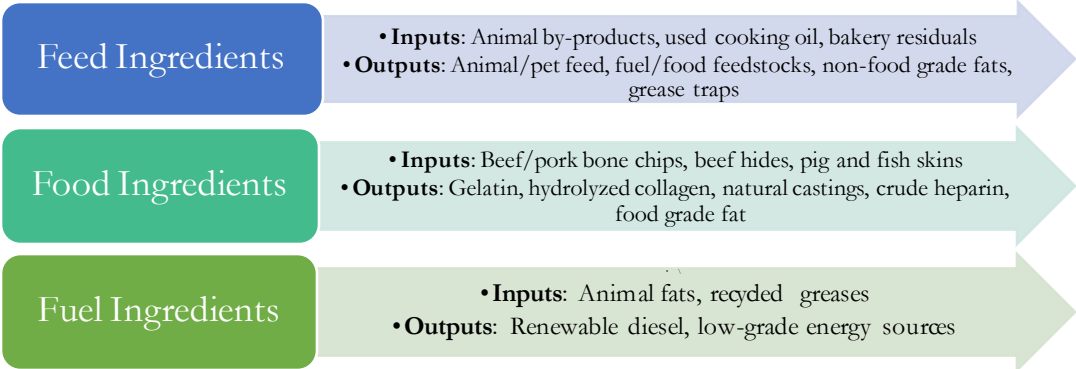 Feed Ingredients
• Inputs: Animal by-products, used cooking oil, bakery residuals
• Outputs: Animal/pet feed, fuel/food feedstocks, non-food grade fats,
grease traps
Food Ingredients
• Inputs: Beef/pork bone chips, beef hides, pig and fish skins
• Outputs: Gelatin, hydrolyzed collagen, natural castings, crude heparin,
food grade fat
Fuel Ingredients
• Inputs: Animal fats, recycled greases
• Outputs: Renewable diesel, low-grade energy sources